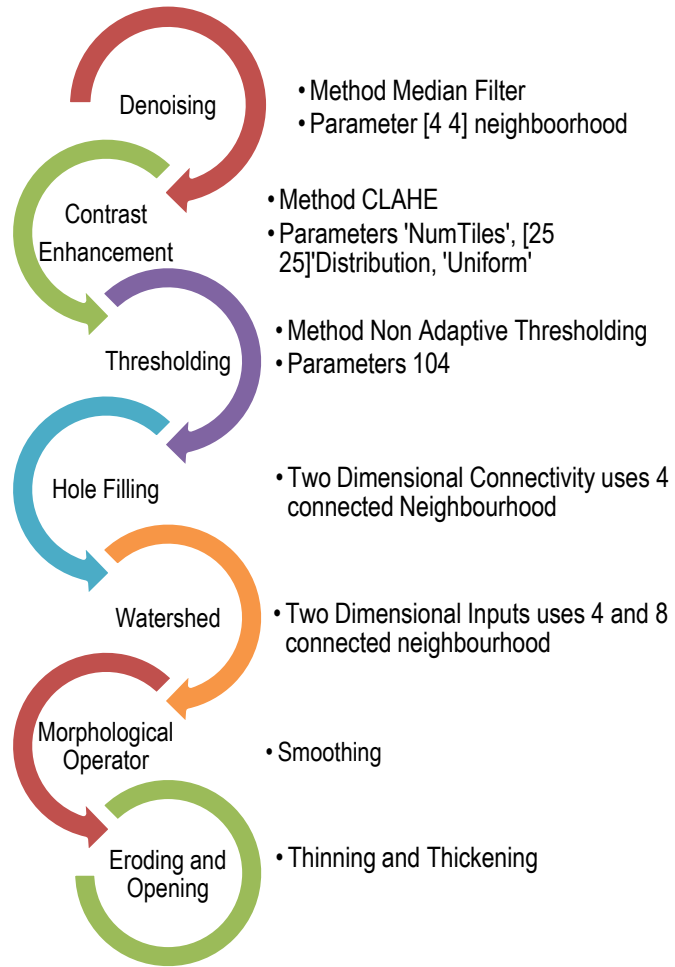 Denoising
• Method Median Filter
• Parameter [4 4] neighboorhood
Contrast
Enhancement
• Method CLAHE
• Parameters 'NumTiles', [25
25]'Distribution, 'Uniform'
Thresholding
• Method Non Adaptive Thresholding
• Parameters 104
Hole Filling
• Two Dimensional Connectivity uses 4
connected Neighbourhood
Watershed
• Two Dimensional Inputs uses 4 and 8
connected neighbourhood
Morphological
Operator
• Smoothing
Eroding and
Opening
• Thinning and Thickening